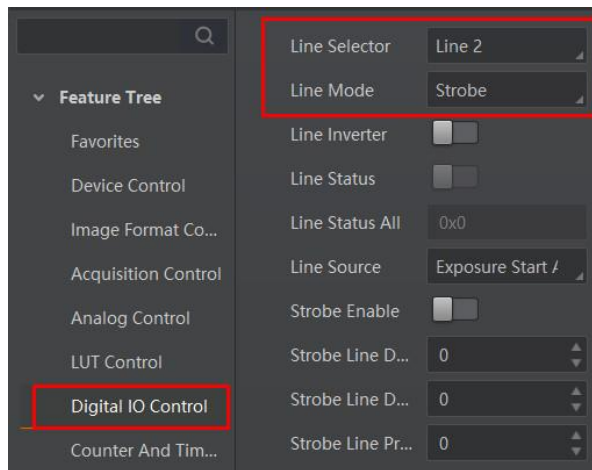 Feature Tree
Favorites
Device Control
Image Format Co...
Acquisition Control
Analog Control
LUT Control
Digital IO Control
Counter And Tim...
Line Selector Line 2
Line Mode Strobe
Line Inverter
Line Status
Line Status All 0x0
Line Source Exposure Start A
Strobe Enable
Strobe Line D... 0
Strobe Line D... 0
Strobe Line Pr... 0